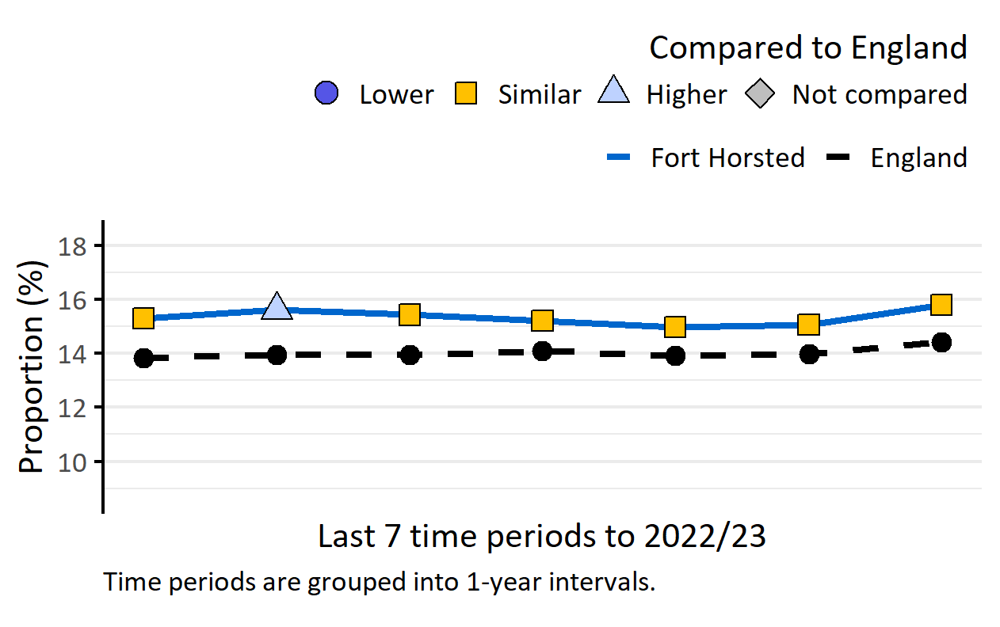 Compared to England
Lower Similar Higher Not compared
Fort Horsted England
18
16
14
12
10
Proportion (%)
Last 7 time periods to 2022/23
Time periods are grouped into 1-year intervals.